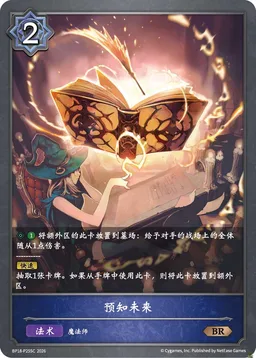 2
1 将额外区的此卡放置到墓场：给予对手的战场上的全体
随从1点伤害。
快速
抽取1张卡牌。如果从手牌中使用此卡，则将此卡放置到额外
区。
预知未来
法术 魔法师
BR
© Cygames, Inc. Published by NetEase Games